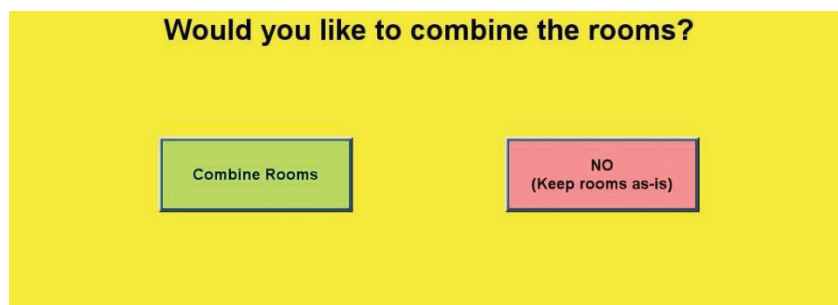 Would you like to combine the rooms?
Combine Rooms
NO
(Keep rooms as-is)